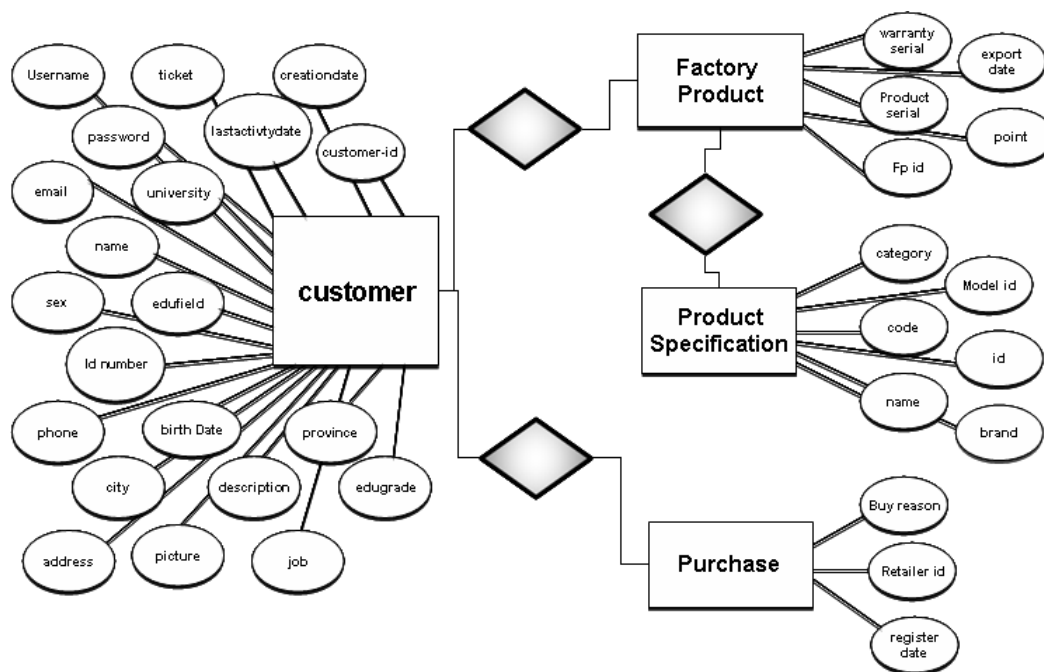 Username
ticket
creationdate
password
lastactivtydate
customer-id
email
university
name
sex
edufield
Id number
phone
birth Date
province
city
description
edugrade
address
picture
job
customer
Factory
Product
warranty
serial
export
date
Product
serial
point
Fp id
Product
Specification
category
Model id
code
id
name
brand
Purchase
Buy reason
Retailer id
register
date